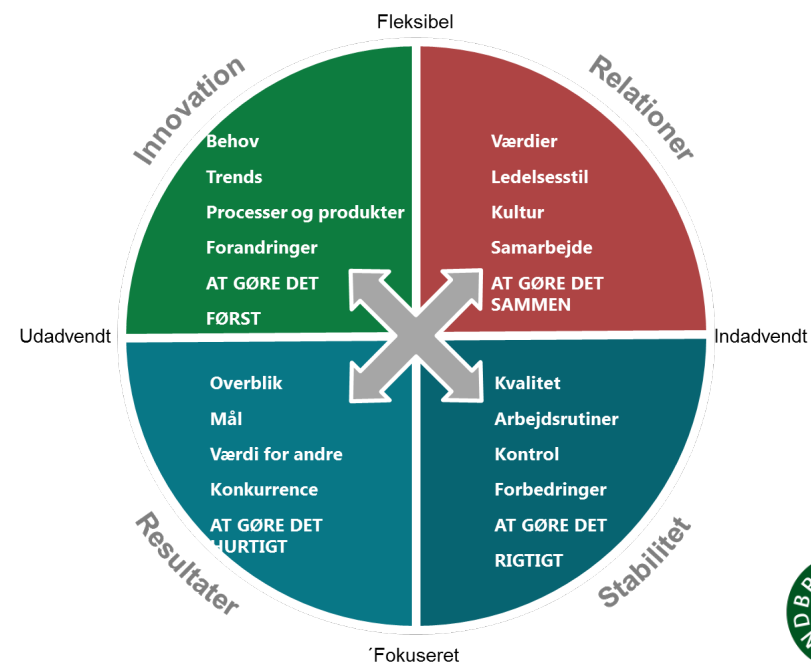 Fleksibel
Innovation
Relationer
Behov
Trends
Processer og produkter
Forandringer
AT GØRE DET
FØRST
Værdier
Ledelsesstil
Kultur
Samarbejde
AT GØRE DET
SAMMEN
Udadvendt
Indadvendt
Overblik
Mål
Værdi for andre
Konkurrence
AT GØRE DET
HURTIGT
Kvalitet
Arbejdsrutiner
Kontrol
Forbedringer
AT GØRE DET
RIGTIGT
Resultater
Stabilitet
´Fokuseret